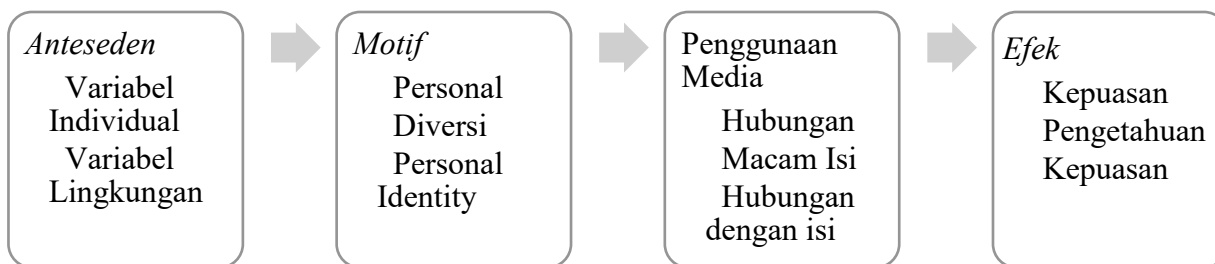 Anteseden
Variabel
Individual
Variabel
Lingkungan
Motif
Personal
Diversi
Personal
Identity
Penggunaan
Media
Hubungan
Macam Isi
Hubungan
dengan isi
Efek
Kepuasan
Pengetahuan
Kepuasan